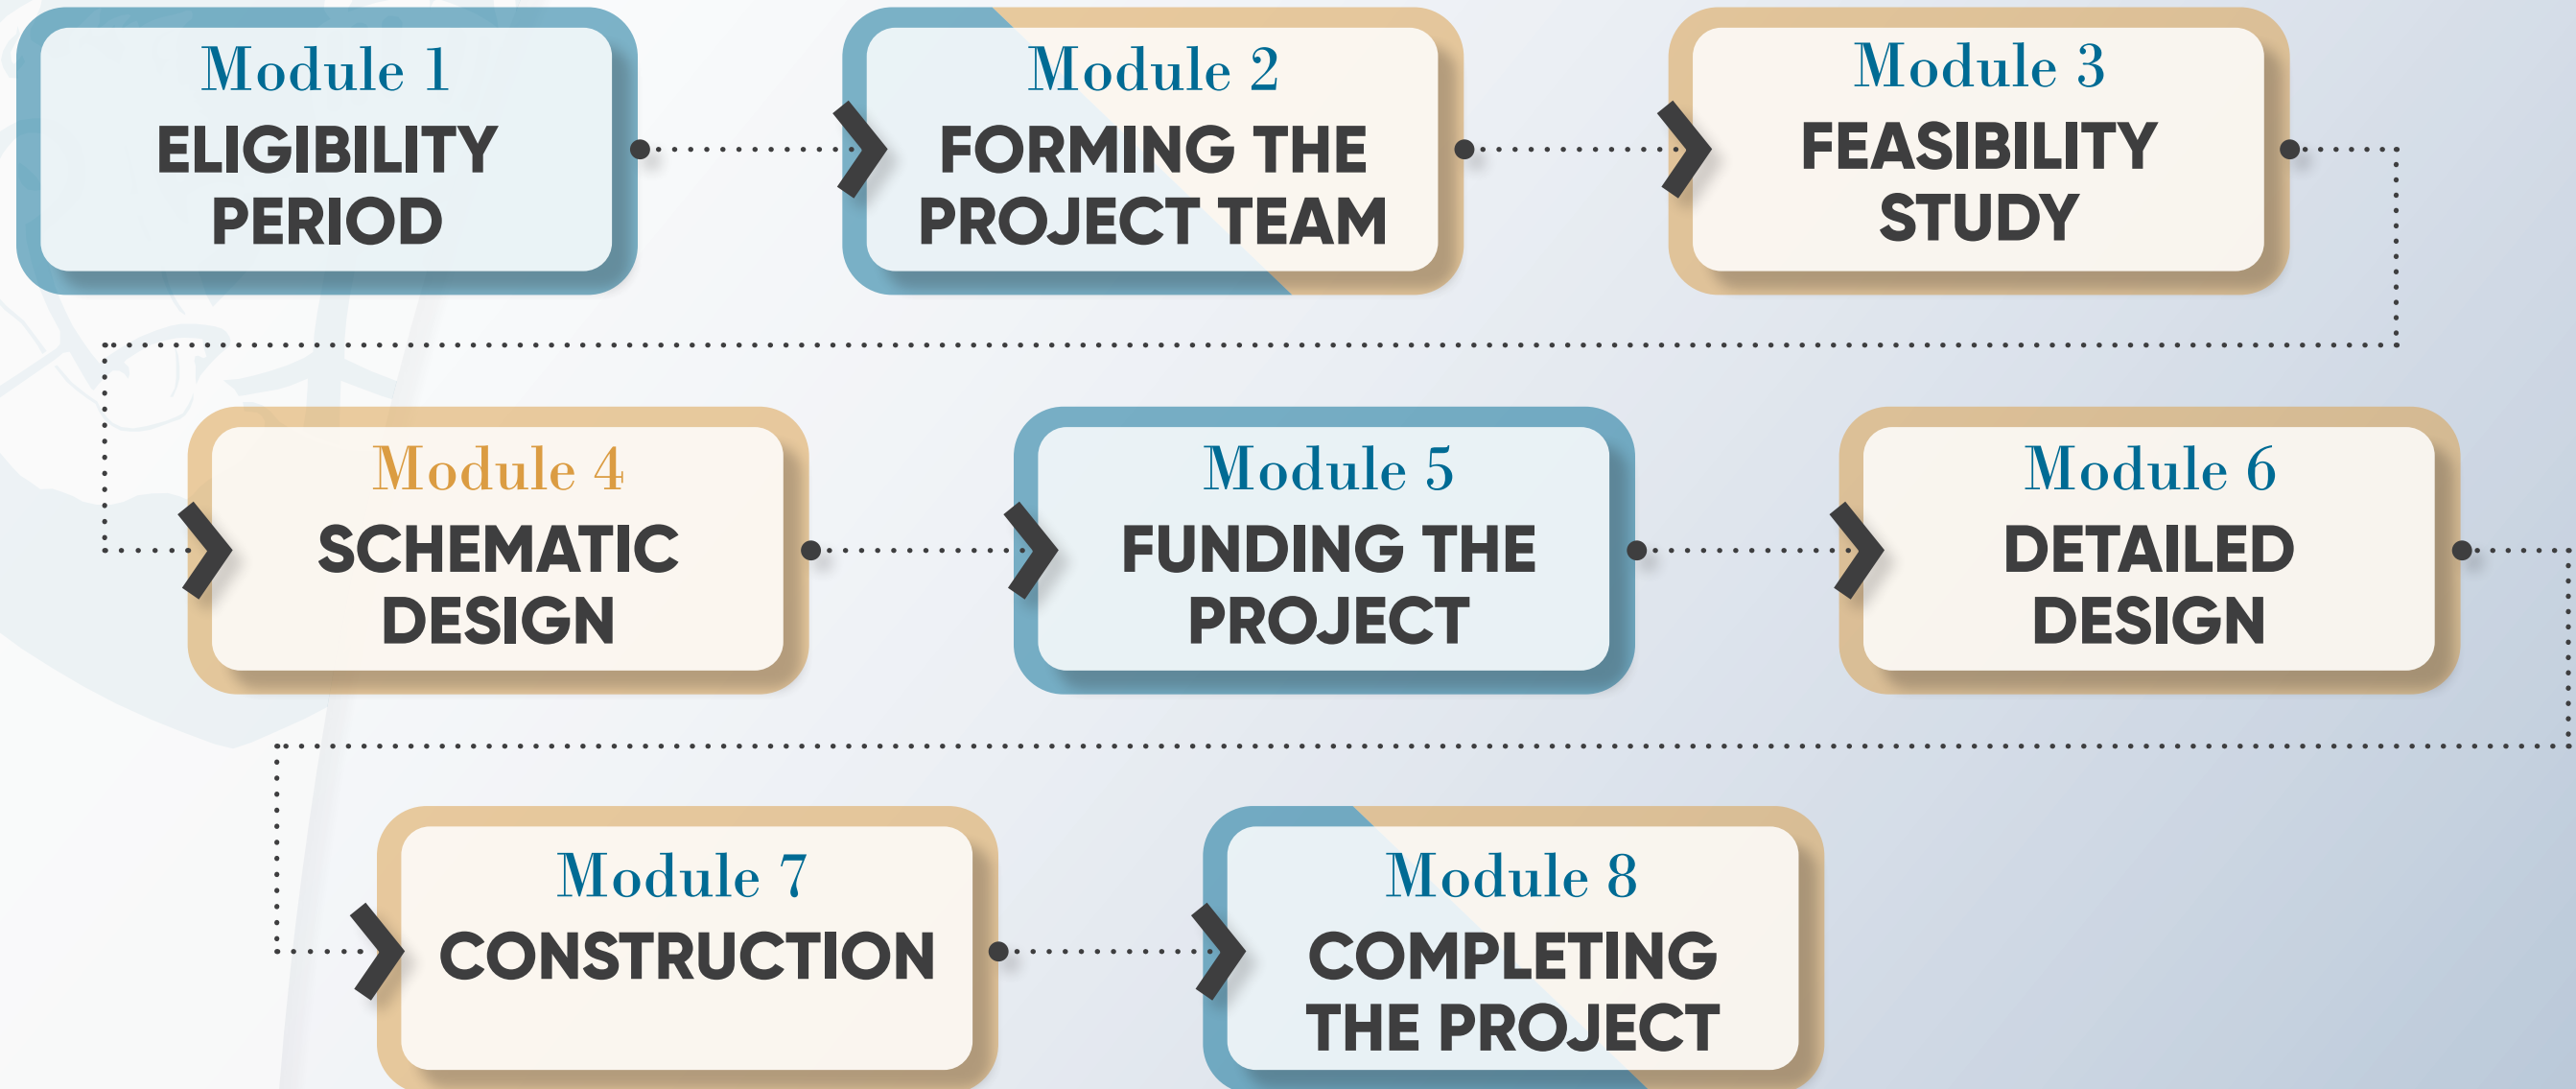 Module 1
ELIGIBILITY
PERIOD
Module 2
FORMING THE
PROJECT TEAM
Module 3
FEASIBILITY
STUDY
Module 4
SCHEMATIC
DESIGN
Module 5
FUNDING THE
PROJECT
Module 6
DETAILED
DESIGN
Module 7
CONSTRUCTION
Module 8
COMPLETING
THE PROJECT